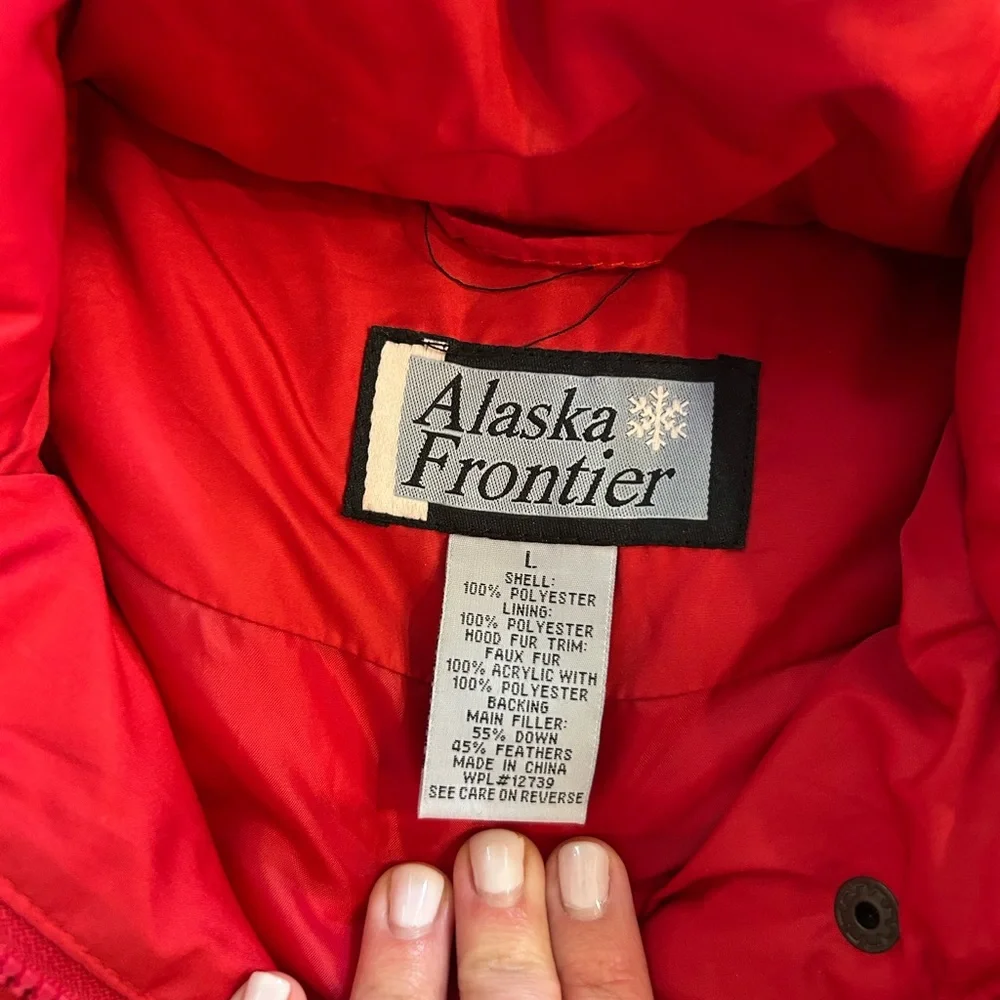 Alaska
Frontier
L
SHELL:
100% POLYESTER
LINING:
100% POLYESTER
HOOD FUR TRIM:
FAUX FUR
100% ACRYLIC WITH
100% POLYESTER
BACKING
MAIN FILLER:
55% DOWN
45% FEATHERS
MADE IN CHINA
WPL#12739
SEE CARE ON REVERSE